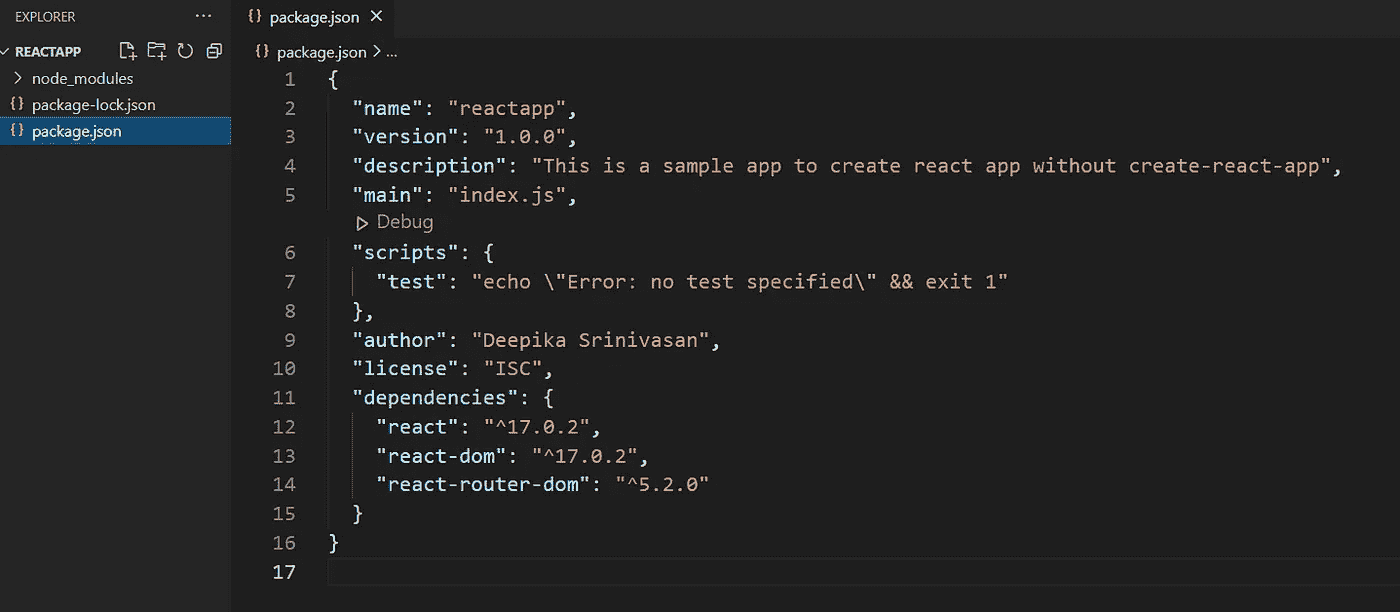 EXPLORER
...
REACTAPP
node_modules
{} package-lock.json
{} package.json
{} package.json ×
{} package.json > ...
1 {
2 "name": "reactapp",
3 "version": "1.0.0",
4 "description": "This is a sample app to create react app without create-react-app",
5 "main": "index.js",
Debug
6 "scripts": {
7 "test": "echo \"Error: no test specified\" && exit 1"
8 },
9 "author": "Deepika Srinivasan",
10 "license": "ISC",
11 "dependencies": {
12 "react": "^17.0.2",
13 "react-dom": "^17.0.2",
14 "react-router-dom": "^5.2.0"
15 }
16 }
17